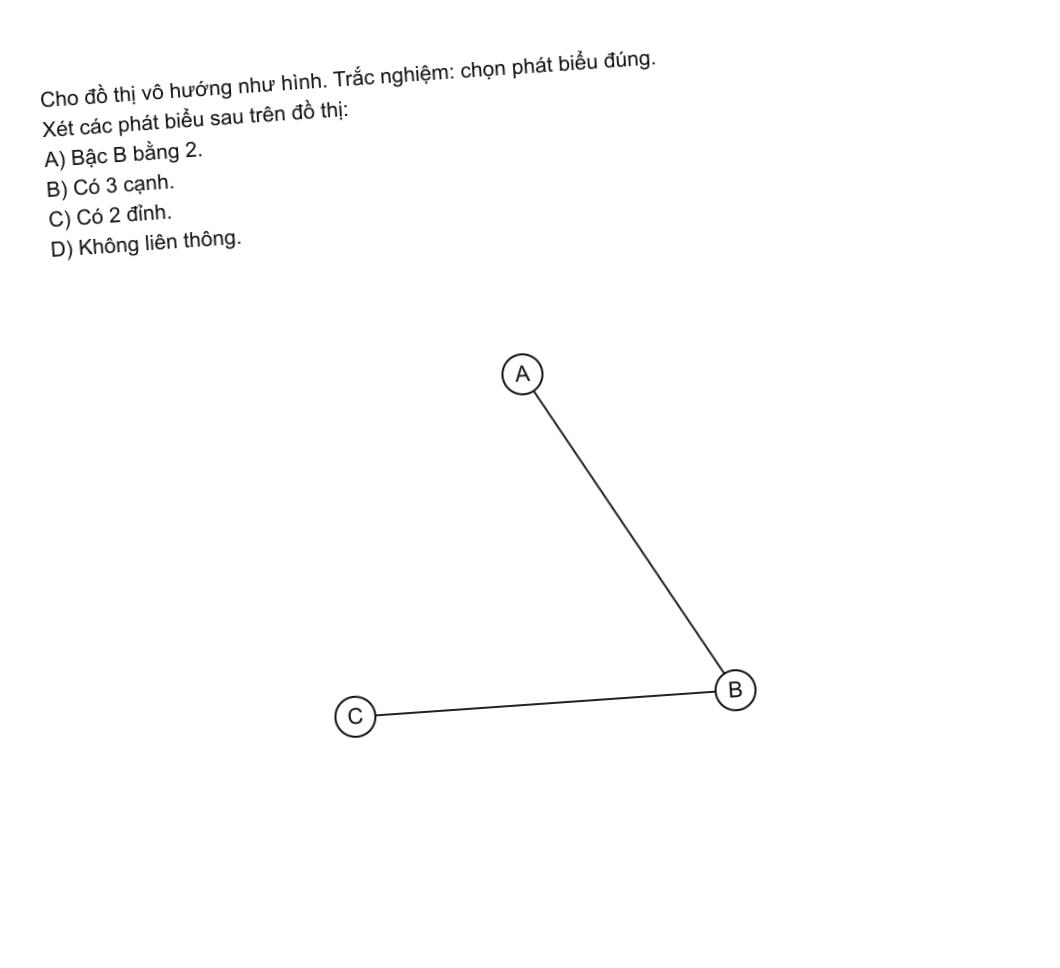 Cho đồ thị vô hướng như hình. Trắc nghiệm: chọn phát biểu đúng.
Xét các phát biểu sau trên đồ thị:
A) Bậc B bằng 2.
B) Có 3 cạnh.
C) Có 2 đỉnh.
D) Không liên thông.
A
B
C